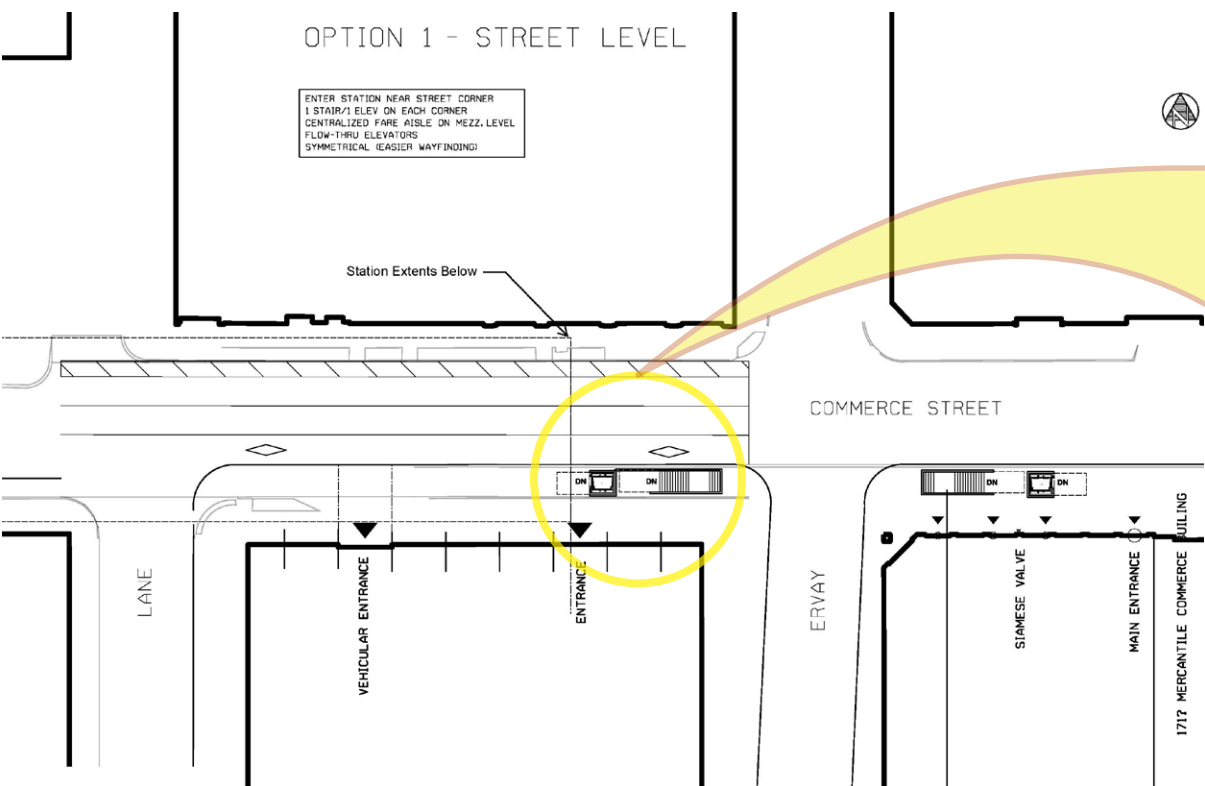 OPTION 1 - STREET LEVEL
ENTER STATION NEAR STREET CORNER
1 STAIR/1 ELEV ON EACH CORNER
CENTRALIZED FARE AISLE ON MEZZ. LEVEL
FLOW-THRU ELEVATORS
SYMMETRICAL (EASIER WAYFINDING)
Station Extents Below
COMMERCE STREET
DN
DN
DN
DN
LANE
VEHICULAR ENTRANCE
ENTRANCE
ERVAY
SIAMESE VALVE
MAIN ENTRANCE
1717 MERCANTILE COMMERCE BUILING